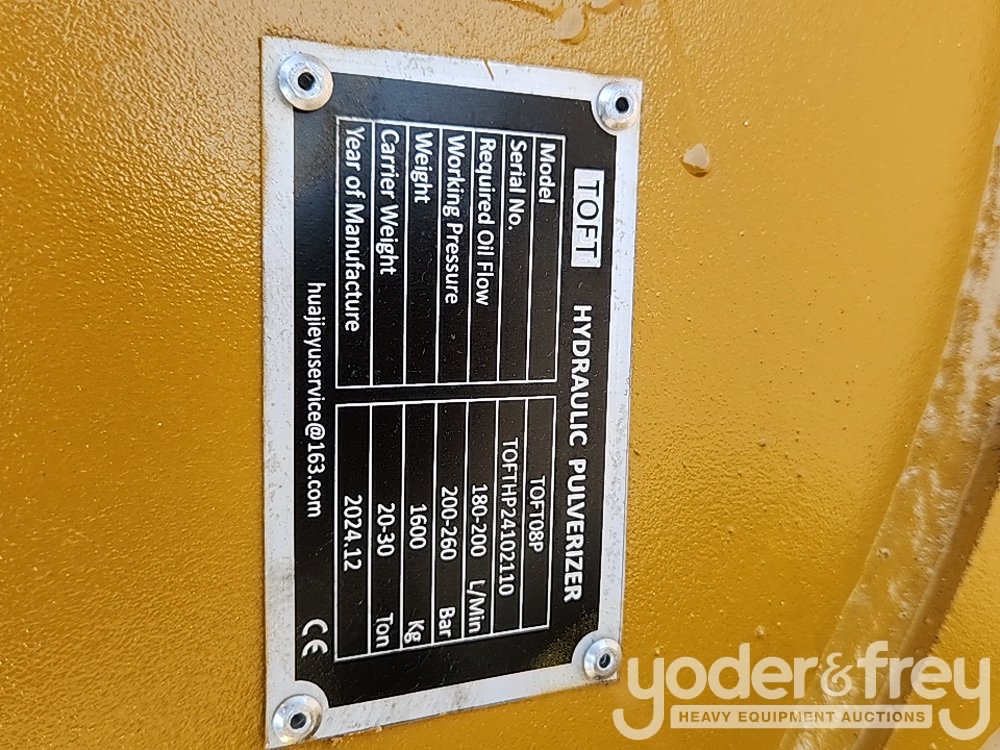 TOFT HYDRAULIC PULVERIZER
Model TOFT08P
Serial No. TOFTHP24102110
Required Oil Flow 180-200 L/Min
Working Pressure 200-260 Bar
Weight 1600 Kg
Carrier Weight 20-30 Ton
Year of Manufacture 2024.12
huajieyuservice@163.com CE
yoder&frey
HEAVY EQUIPMENT AUCTIONS